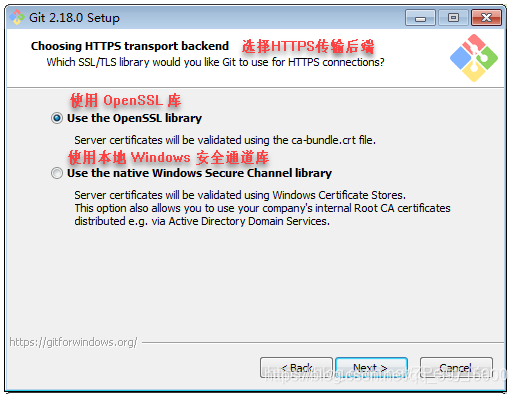 Git 2.18.0 Setup
Choosing HTTPS transport backend 选择HTTPS传输后端
Which SSL/TLS library would you like Git to use for HTTPS connections?
使用 OpenSSL 库
Use the OpenSSL library
Server certificates will be validated using the ca-bundle.crt file.
使用本地 Windows 安全通道库
Use the native Windows Secure Channel library
Server certificates will be validated using Windows Certificate Stores.
This option also allows you to use your company's internal Root CA certificates
distributed e.g. via Active Directory Domain Services.
https://gitforwindows.org/
< Back
Next >
Cancel